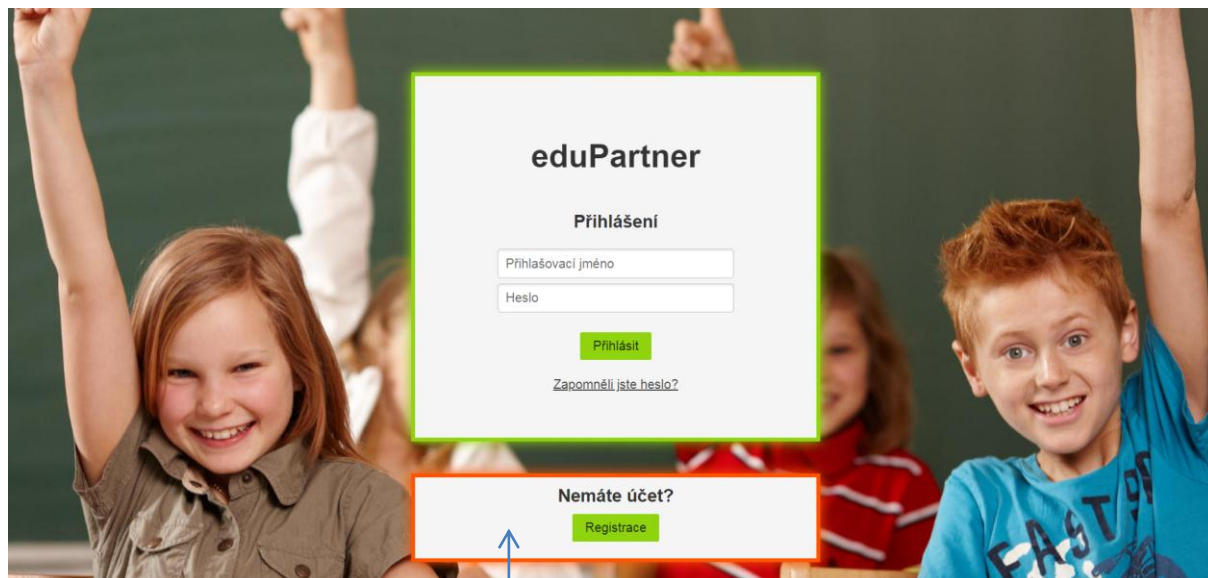 eduPartner
Přihlášení
Přihlašovací jméno
Heslo
Přihlásit
Zapomněli jste heslo?
Nemáte účet?
Registrace